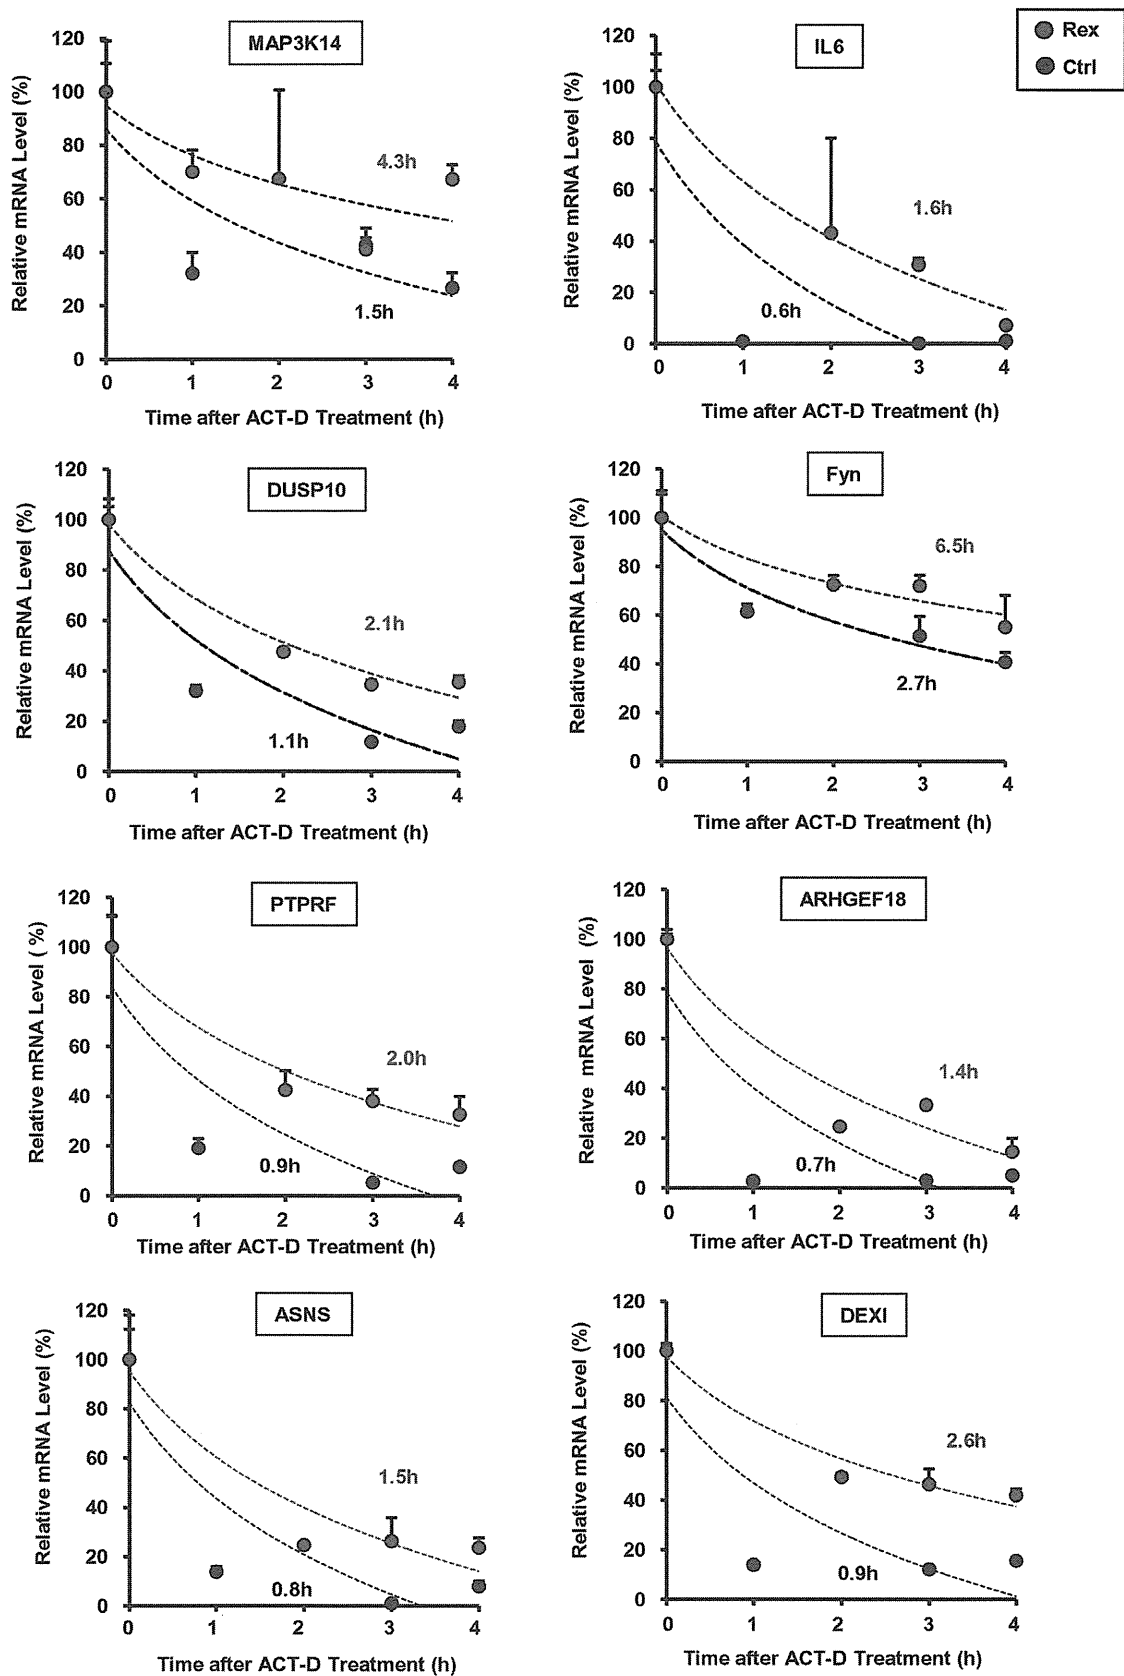 Rex
Ctrl
MAP3K14
Relative mRNA Level (%)
120
100
80
60
40
20
0
4.3h
1.5h
0 1 2 3 4
Time after ACT-D Treatment (h)
IL6
Relative mRNA Level (%)
120
100
80
60
40
20
0
1.6h
0.6h
0 1 2 3 4
Time after ACT-D Treatment (h)
DUSP10
Relative mRNA Level (%)
120
100
80
60
40
20
0
2.1h
1.1h
0 1 2 3 4
Time after ACT-D Treatment (h)
Fyn
Relative mRNA Level (%)
120
100
80
60
40
20
0
6.5h
2.7h
0 1 2 3 4
Time after ACT-D Treatment (h)
PTPRF
Relative mRNA Level ( %)
120
100
80
60
40
20
0
2.0h
0.9h
0 1 2 3 4
Time after ACT-D Treatment (h)
ARHGEF18
Relative mRNA Level (%)
120
100
80
60
40
20
0
1.4h
0.7h
0 1 2 3 4
Time after ACT-D Treatment (h)
ASNS
Relative mRNA Level (%)
120
100
80
60
40
20
0
1.5h
0.8h
0 1 2 3 4
Time after ACT-D Treatment (h)
DEXI
Relative mRNA Level (%)
120
100
80
60
40
20
0
2.6h
0.9h
0 1 2 3 4
Time after ACT-D Treatment (h)